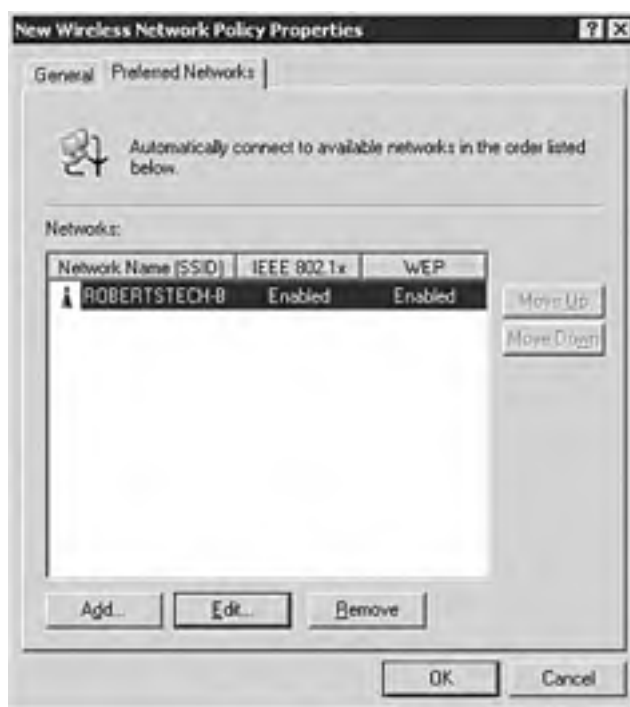 New Wireless Network Policy Properties
General Preferred Networks
Automatically connect to available networks in the order listed
below.
Networks:
Network Name (SSID) IEEE 802.1x WEP
ROBERTSTECH-B Enabled Enabled
Move Up
Move Down
Add... Edit... Remove
OK Cancel